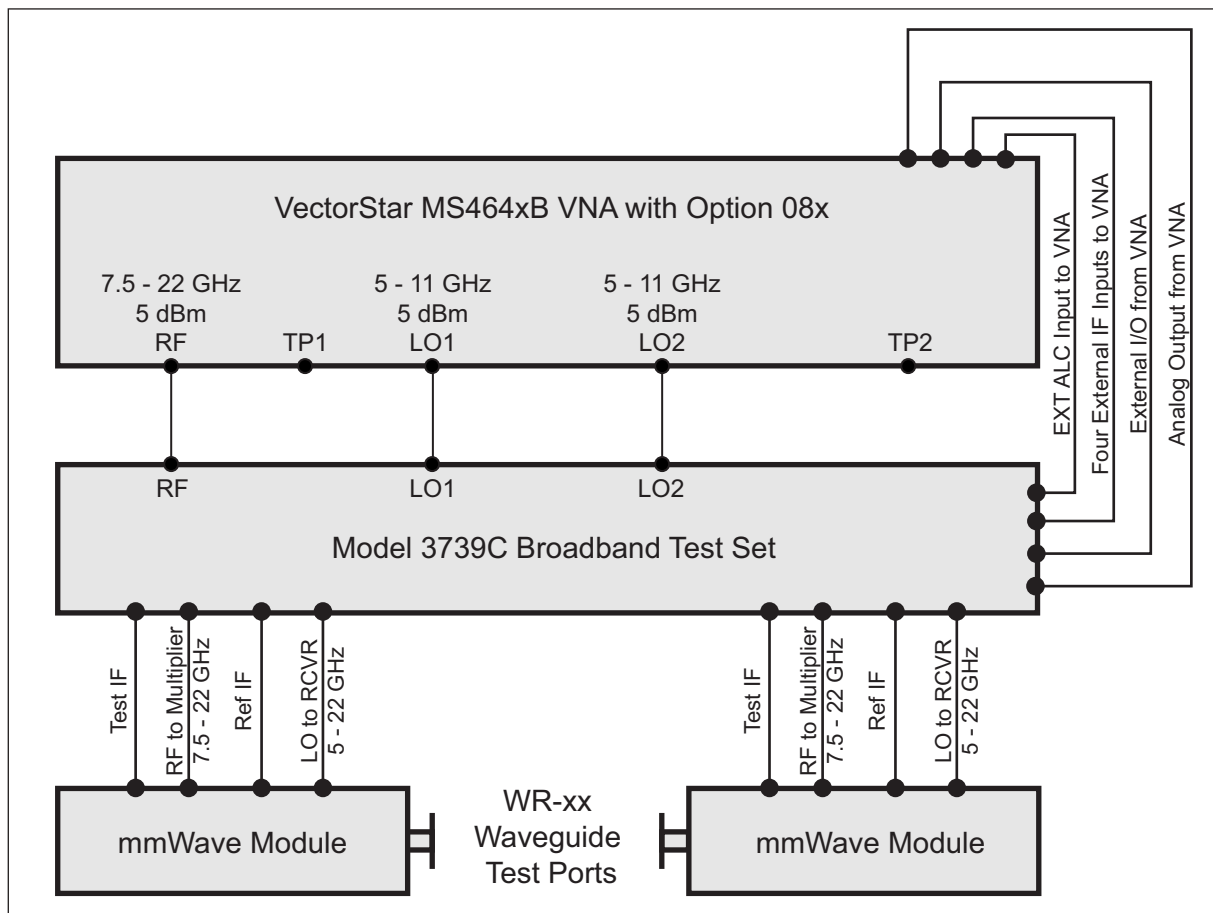 VectorStar MS464xB VNA with Option 08x
7.5 - 22 GHz
5 dBm
RF
TP1
5 - 11 GHz
5 dBm
LO1
5 - 11 GHz
5 dBm
LO2
TP2
EXT ALC Input to VNA
Four External IF Inputs to VNA
External I/O from VNA
Analog Output from VNA
RF
LO1
LO2
Model 3739C Broadband Test Set
Test IF
RF to Multiplier
7.5 - 22 GHz
Ref IF
LO to RCVR
5 - 22 GHz
Test IF
RF to Multiplier
7.5 - 22 GHz
Ref IF
LO to RCVR
5 - 22 GHz
mmWave Module
WR-xx
Waveguide
Test Ports
mmWave Module